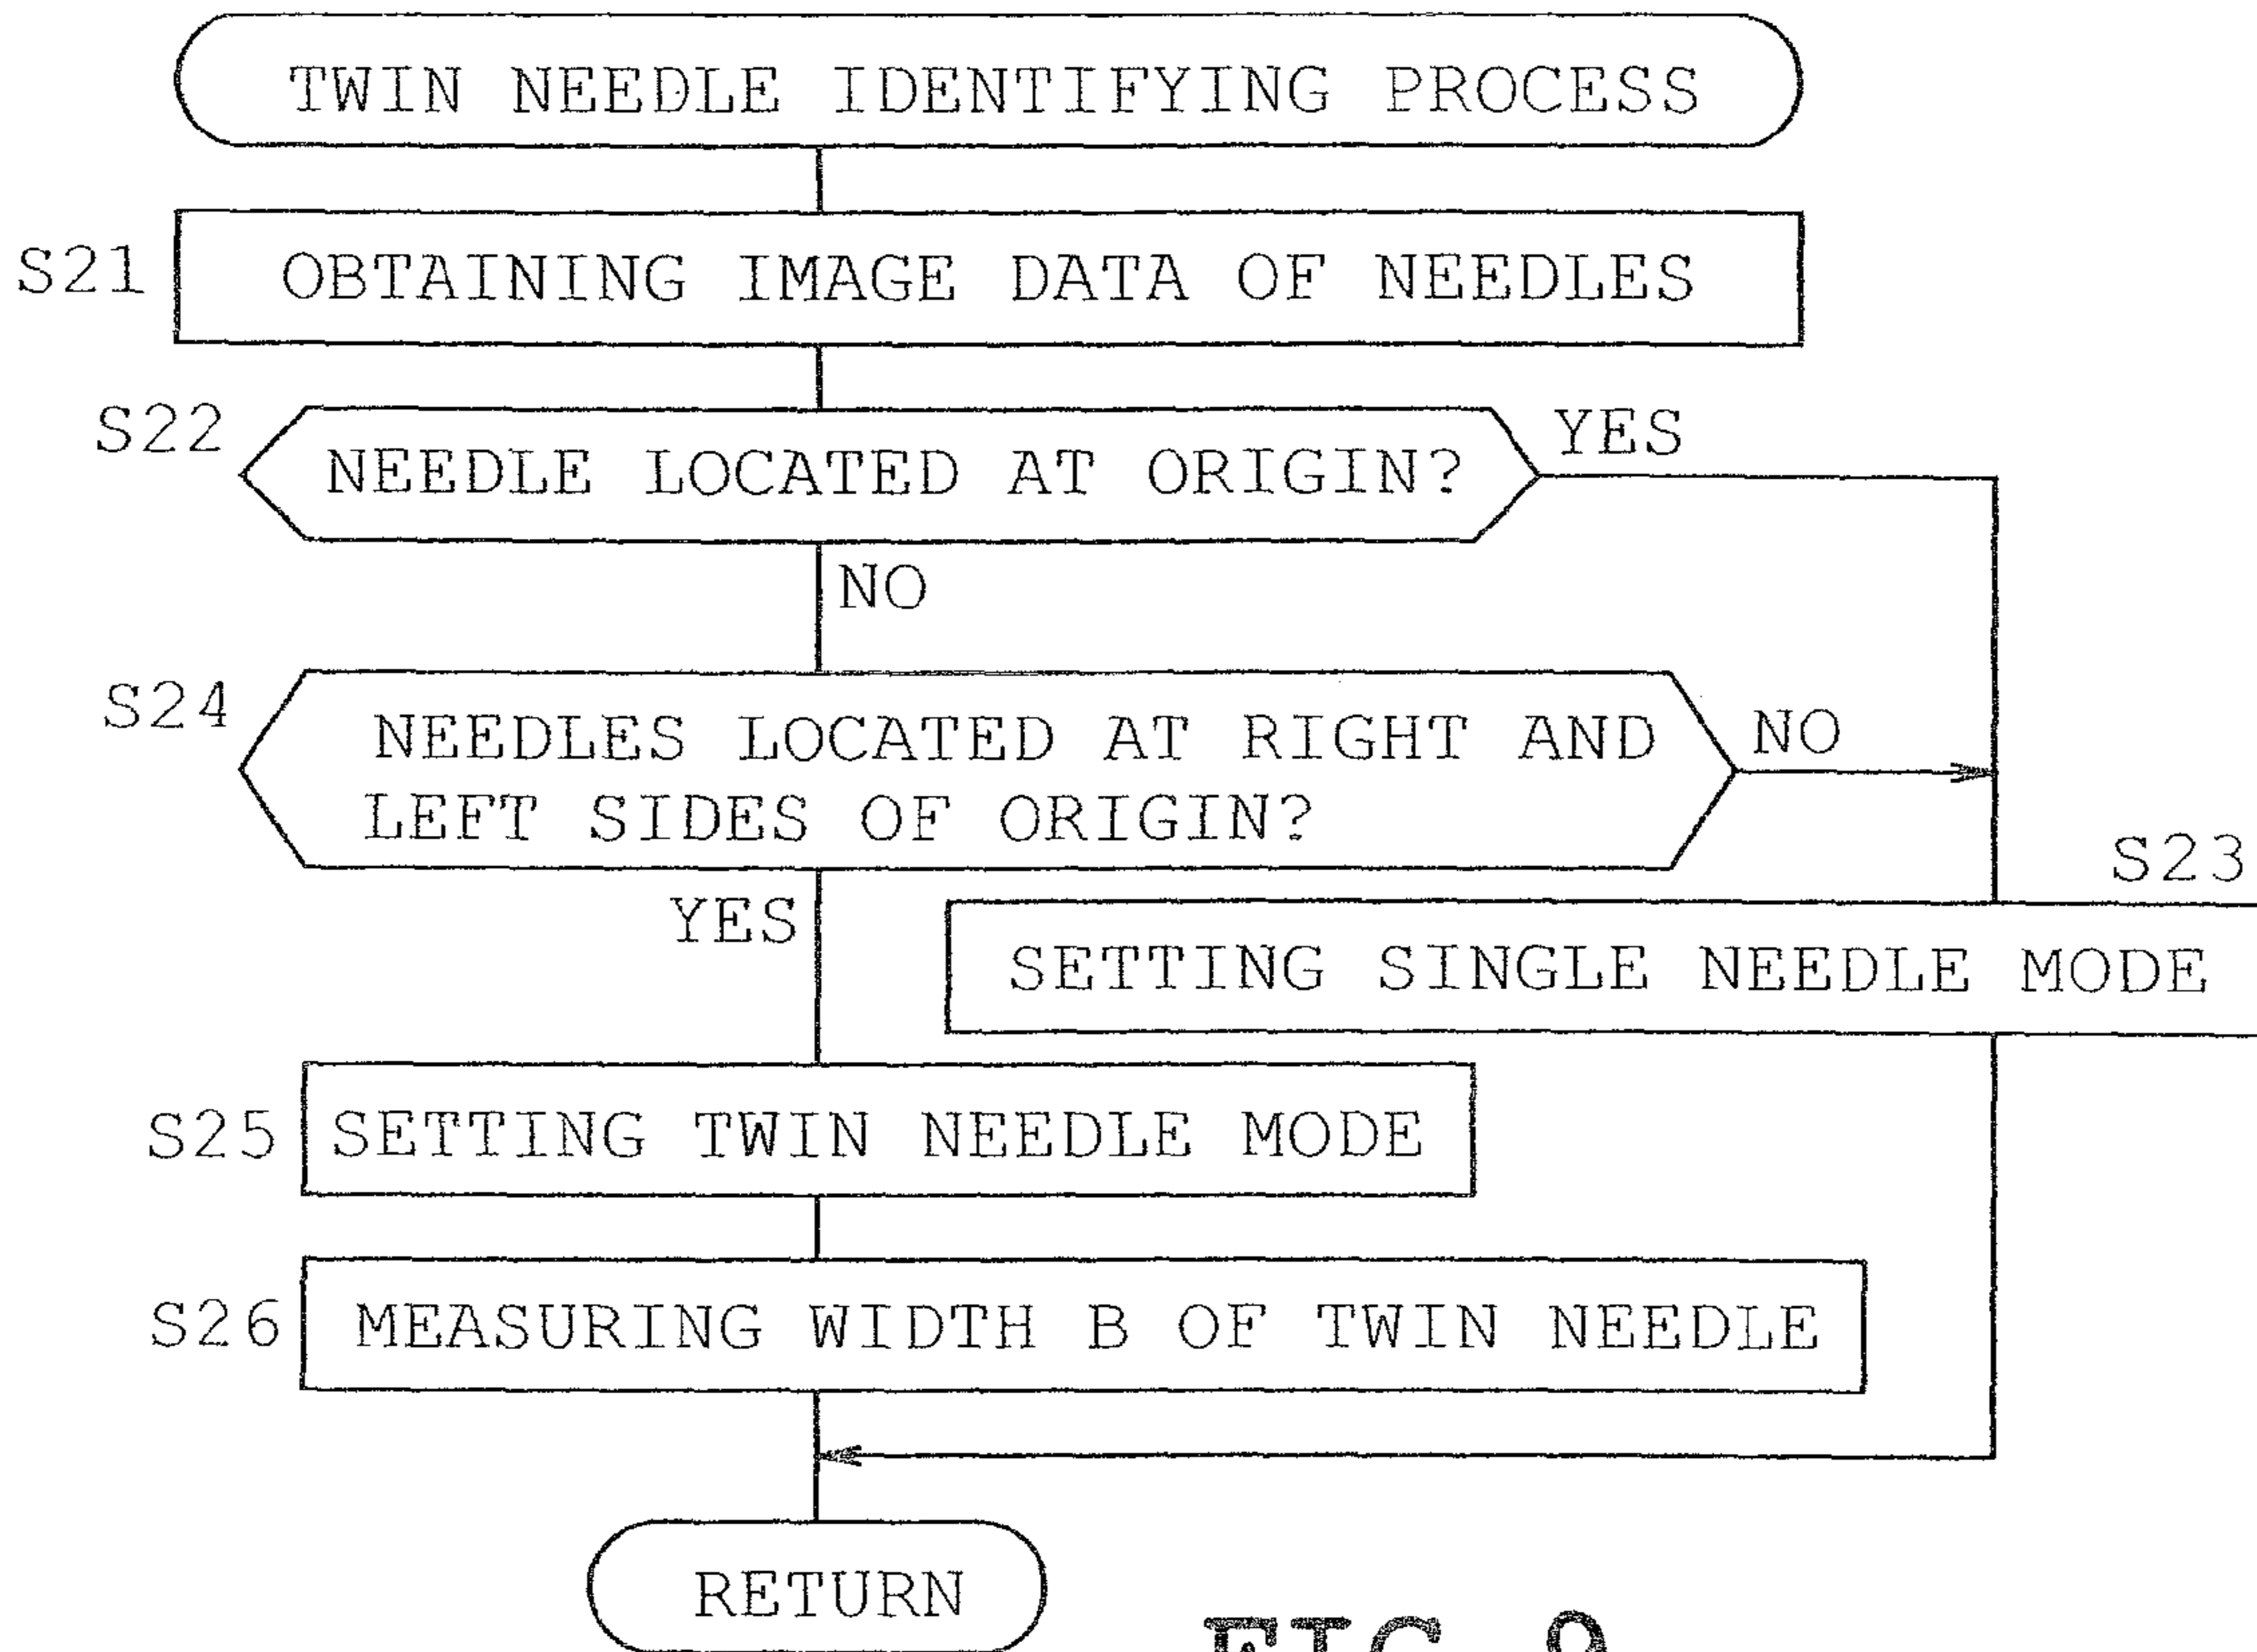 TWIN NEEDLE IDENTIFYING PROCESS
S21
OBTAINING IMAGE DATA OF NEEDLES
S22
NEEDLE LOCATED AT ORIGIN?
YES
NO
S24
NEEDLES LOCATED AT RIGHT AND
LEFT SIDES OF ORIGIN?
NO
YES
S23
SETTING SINGLE NEEDLE MODE
S25
SETTING TWIN NEEDLE MODE
S26
MEASURING WIDTH B OF TWIN NEEDLE
RETURN